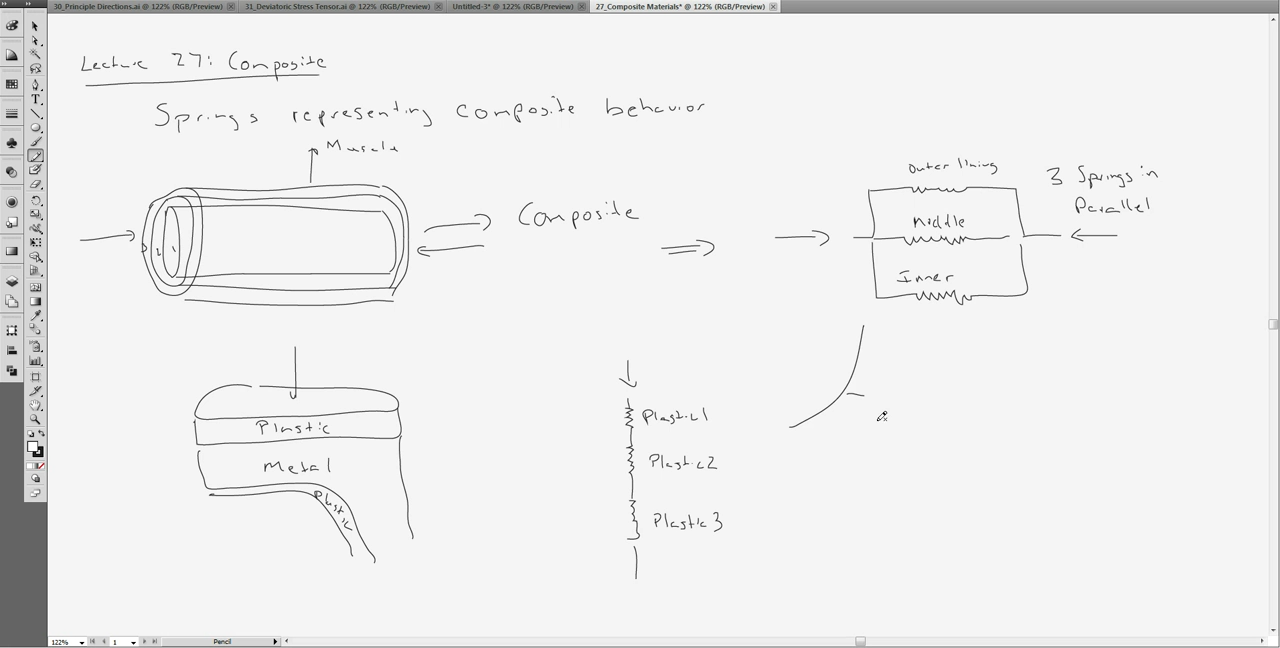 30_Principle Directions.ai @ 122% (RGB/Preview)
31_Deviatoric Stress Tensor.ai @ 122% (RGB/Preview)
Untitled-3* @ 122% (RGB/Preview)
27_Composite Materials* @ 122% (RGB/Preview)
Lecture 27: Composite
Springs representing composite behavior
Muscle
Composite
Outer lining
Middle
Inner
3 Springs in
Parallel
Plastic
Metal
Plastic
Plastic1
Plastic2
Plastic3
122%
1
Pencil